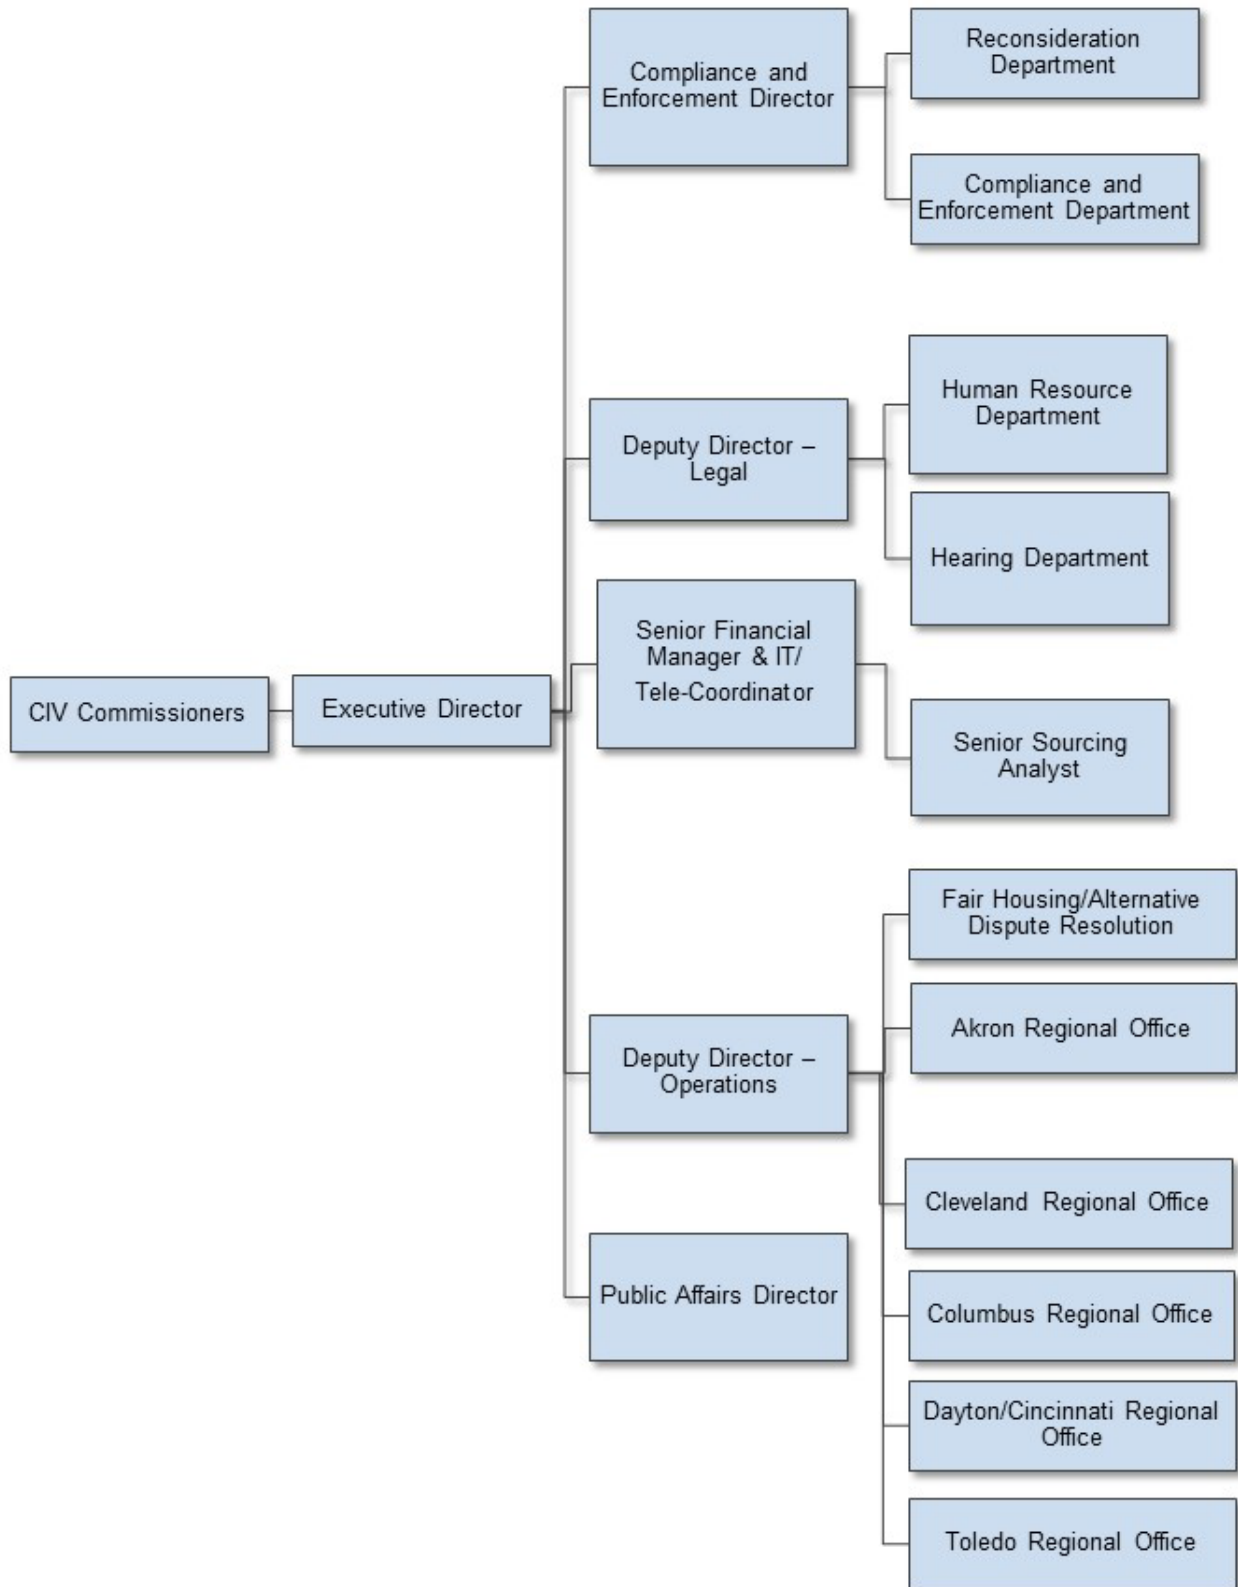 Compliance and
Enforcement Director
Reconsideration
Department
Compliance and
Enforcement Department
Deputy Director –
Legal
Human Resource
Department
Hearing Department
Senior Financial
Manager & IT/
Tele-Coordinator
Senior Sourcing
Analyst
CIV Commissioners
Executive Director
Deputy Director –
Operations
Fair Housing/Alternative
Dispute Resolution
Akron Regional Office
Cleveland Regional Office
Columbus Regional Office
Dayton/Cincinnati Regional
Office
Toledo Regional Office
Public Affairs Director